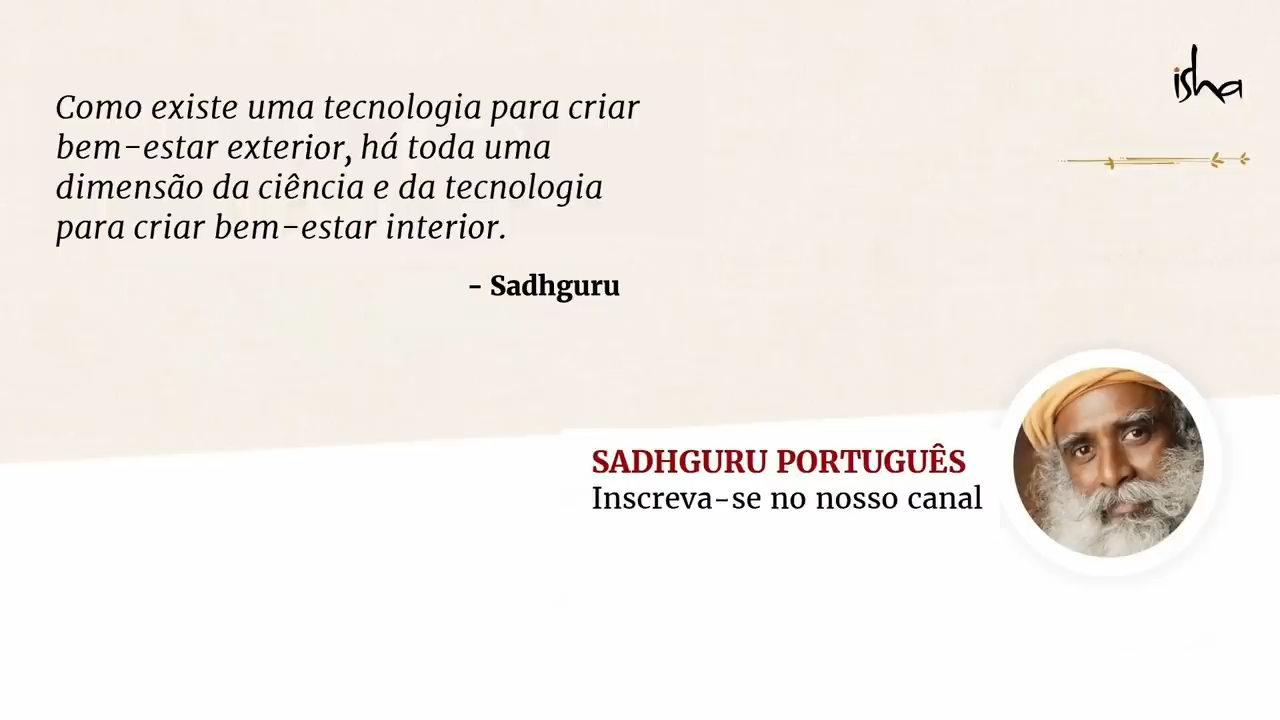 isha
Como existe uma tecnologia para criar
bem-estar exterior, há toda uma
dimensão da ciência e da tecnologia
para criar bem-estar interior.
- Sadhguru
SADHGURU PORTUGUÊS
Inscreva-se no nosso canal